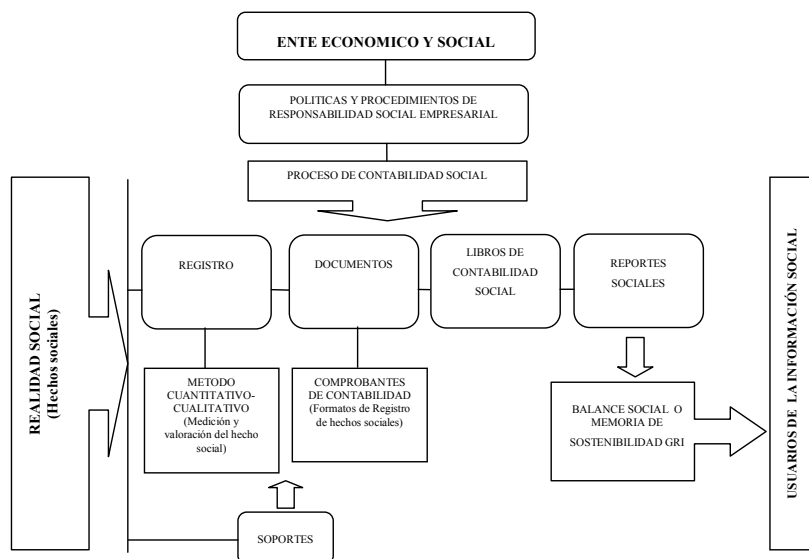 ENTE ECONOMICO Y SOCIAL
POLITICAS Y PROCEDIMIENTOS DE
RESPONSABILIDAD SOCIAL EMPRESARIAL
PROCESO DE CONTABILIDAD SOCIAL
REALIDAD SOCIAL
(Hechos sociales)
REGISTRO
DOCUMENTOS
LIBROS DE
CONTABILIDAD
SOCIAL
REPORTES
SOCIALES
METODO
CUANTITATIVO-
CUALITATIVO
(Medición y
valoración del hecho
social)
COMPROBANTES
DE CONTABILIDAD
(Formatos de Registro
de hechos sociales)
BALANCE SOCIAL O
MEMORIA DE
SOSTENIBILIDAD GRI
SOPORTES
USUARIOS DE LA INFORMACIÓN SOCIAL